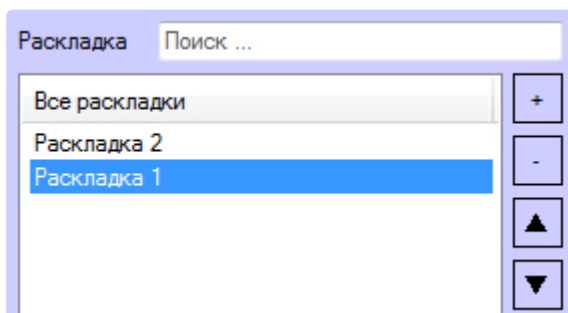 Раскладка Поиск ...
Все раскладки +
Раскладка 2
-
Раскладка 1
▲
▼